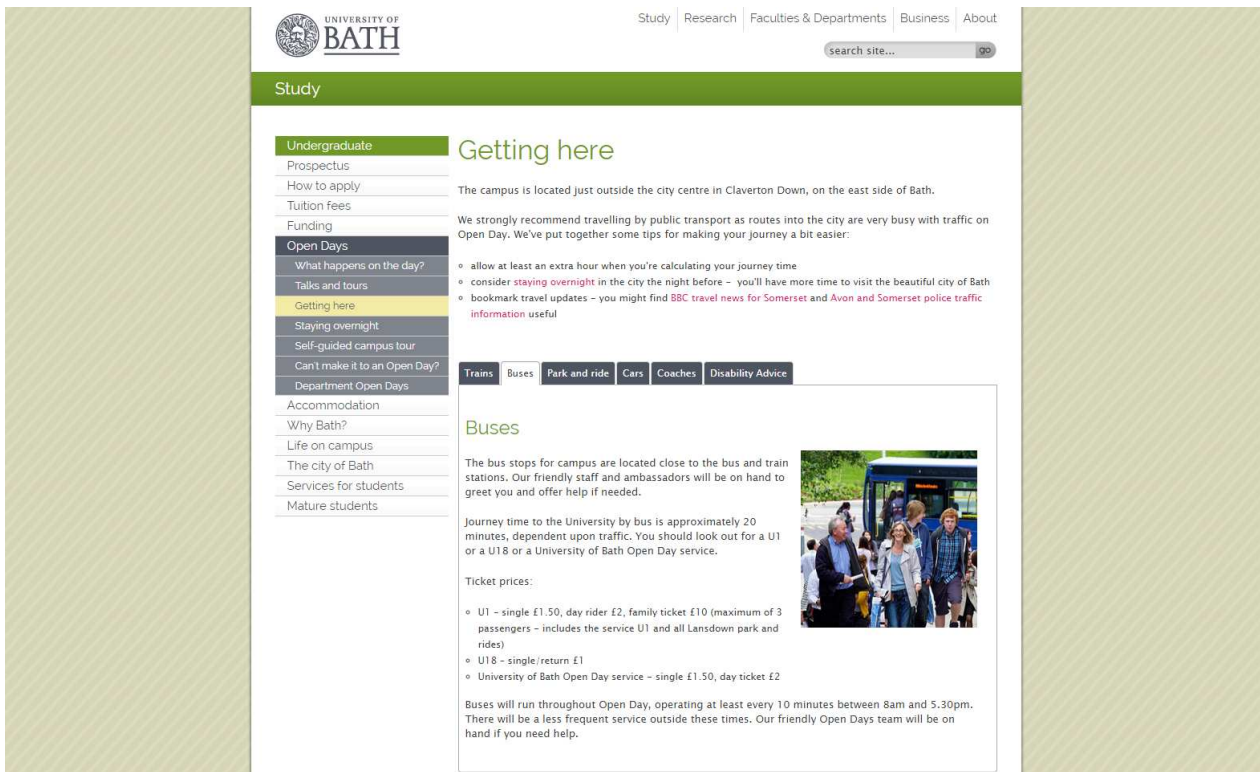 UNIVERSITY OF
BATH
Study Research Faculties & Departments Business About
search site... go
Study
Undergraduate
Prospectus
How to apply
Tuition fees
Funding
Open Days
What happens on the day?
Talks and tours
Getting here
Staying overnight
Self-guided campus tour
Can't make it to an Open Day?
Department Open Days
Accommodation
Why Bath?
Life on campus
The city of Bath
Services for students
Mature students
Getting here
The campus is located just outside the city centre in Claverton Down, on the east side of Bath.
We strongly recommend travelling by public transport as routes into the city are very busy with traffic on
Open Day. We've put together some tips for making your journey a bit easier:
allow at least an extra hour when you're calculating your journey time
consider staying overnight in the city the night before – you'll have more time to visit the beautiful city of Bath
bookmark travel updates – you might find BBC travel news for Somerset and Avon and Somerset police traffic
information useful
Trains Buses Park and ride Cars Coaches Disability Advice
Buses
The bus stops for campus are located close to the bus and train
stations. Our friendly staff and ambassadors will be on hand to
greet you and offer help if needed.
Journey time to the University by bus is approximately 20
minutes, dependent upon traffic. You should look out for a U1
or a U18 or a University of Bath Open Day service.
Ticket prices:
U1 – single £1.50, day rider £2, family ticket £10 (maximum of 3
passengers – includes the service U1 and all Lansdown park and
rides)
U18 – single/return £1
University of Bath Open Day service – single £1.50, day ticket £2
Buses will run throughout Open Day, operating at least every 10 minutes between 8am and 5.30pm.
There will be a less frequent service outside these times. Our friendly Open Days team will be on
hand if you need help.